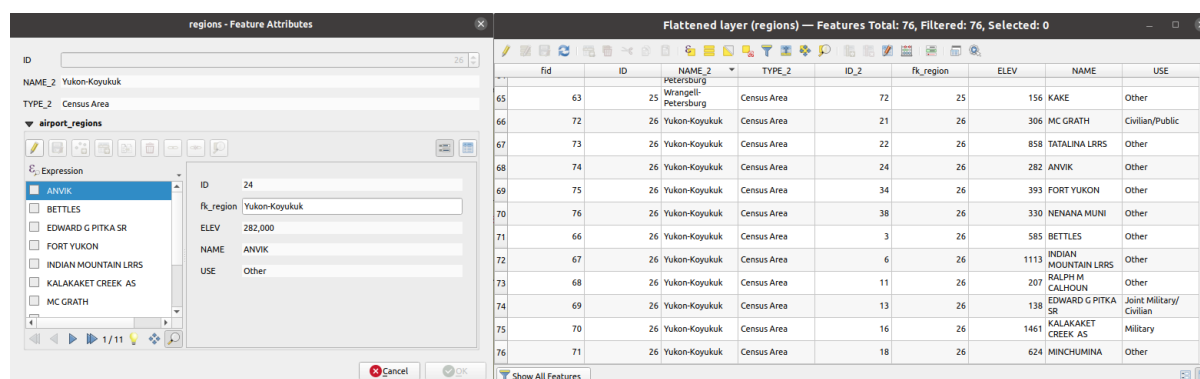 regions - Feature Attributes
ID 26
NAME_2 Yukon-Koyukuk
TYPE_2 Census Area
airport_regions
Expression
ANVIK
BETTLES
EDWARD G PITKA SR
FORT YUKON
INDIAN MOUNTAIN LRRS
KALAKAKET CREEK AS
MC GRATH
ID 24
fk_region Yukon-Koyukuk
ELEV 282,000
NAME ANVIK
USE Other
1 / 11
Cancel OK
Flattened layer (regions) — Features Total: 76, Filtered: 76, Selected: 0
fid ID NAME_2 TYPE_2 ID_2 fk_region ELEV NAME USE
Petersburg
65 63 25 Wrangell-Petersburg Census Area 72 25 156 KAKE Other
66 72 26 Yukon-Koyukuk Census Area 21 26 306 MC GRATH Civilian/Public
67 73 26 Yukon-Koyukuk Census Area 22 26 858 TATALINA LRRS Other
68 74 26 Yukon-Koyukuk Census Area 24 26 282 ANVIK Other
69 75 26 Yukon-Koyukuk Census Area 34 26 393 FORT YUKON Other
70 76 26 Yukon-Koyukuk Census Area 38 26 330 NENANA MUNI Other
71 66 26 Yukon-Koyukuk Census Area 3 26 585 BETTLES Other
72 67 26 Yukon-Koyukuk Census Area 6 26 1113 INDIAN MOUNTAIN LRRS Other
73 68 26 Yukon-Koyukuk Census Area 11 26 207 RALPH M CALHOUN Other
74 69 26 Yukon-Koyukuk Census Area 13 26 138 EDWARD G PITKA SR Joint Military/Civilian
75 70 26 Yukon-Koyukuk Census Area 16 26 1461 KALAKAKET CREEK AS Military
76 71 26 Yukon-Koyukuk Census Area 18 26 624 MINCHUMINA Other
Show All Features